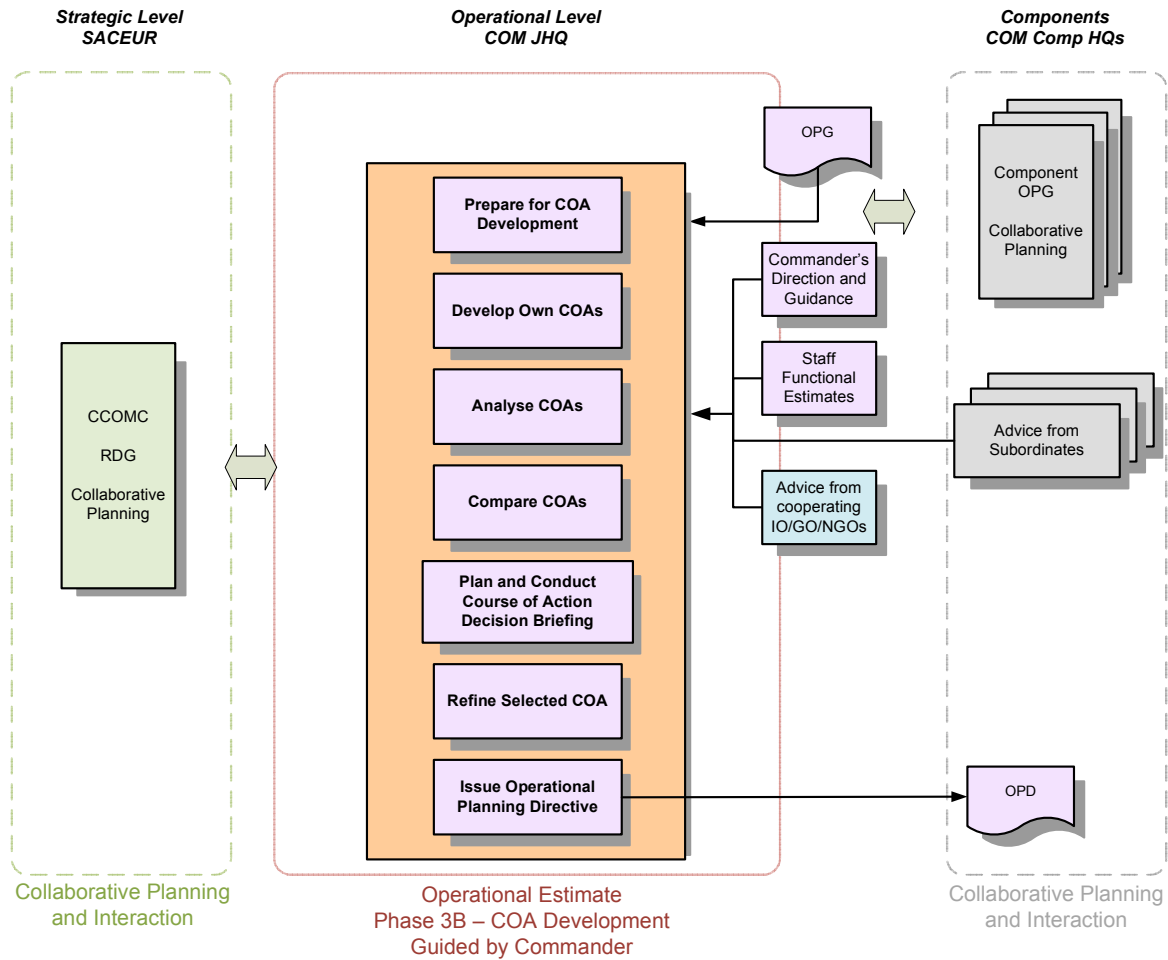 Strategic Level
SACEUR
Operational Level
COM JHQ
Components
COM Comp HQs
CCOMC
RDG
Collaborative
Planning
Prepare for COA
Development
Develop Own COAs
Analyse COAs
Compare COAs
Plan and Conduct
Course of Action
Decision Briefing
Refine Selected COA
Issue Operational
Planning Directive
OPG
Commander’s
Direction and
Guidance
Staff
Functional
Estimates
Advice from
cooperating
IO/GO/NGOs
Component
OPG
Collaborative
Planning
Advice from
Subordinates
OPD
Collaborative Planning
and Interaction
Operational Estimate
Phase 3B – COA Development
Guided by Commander
Collaborative Planning
and Interaction